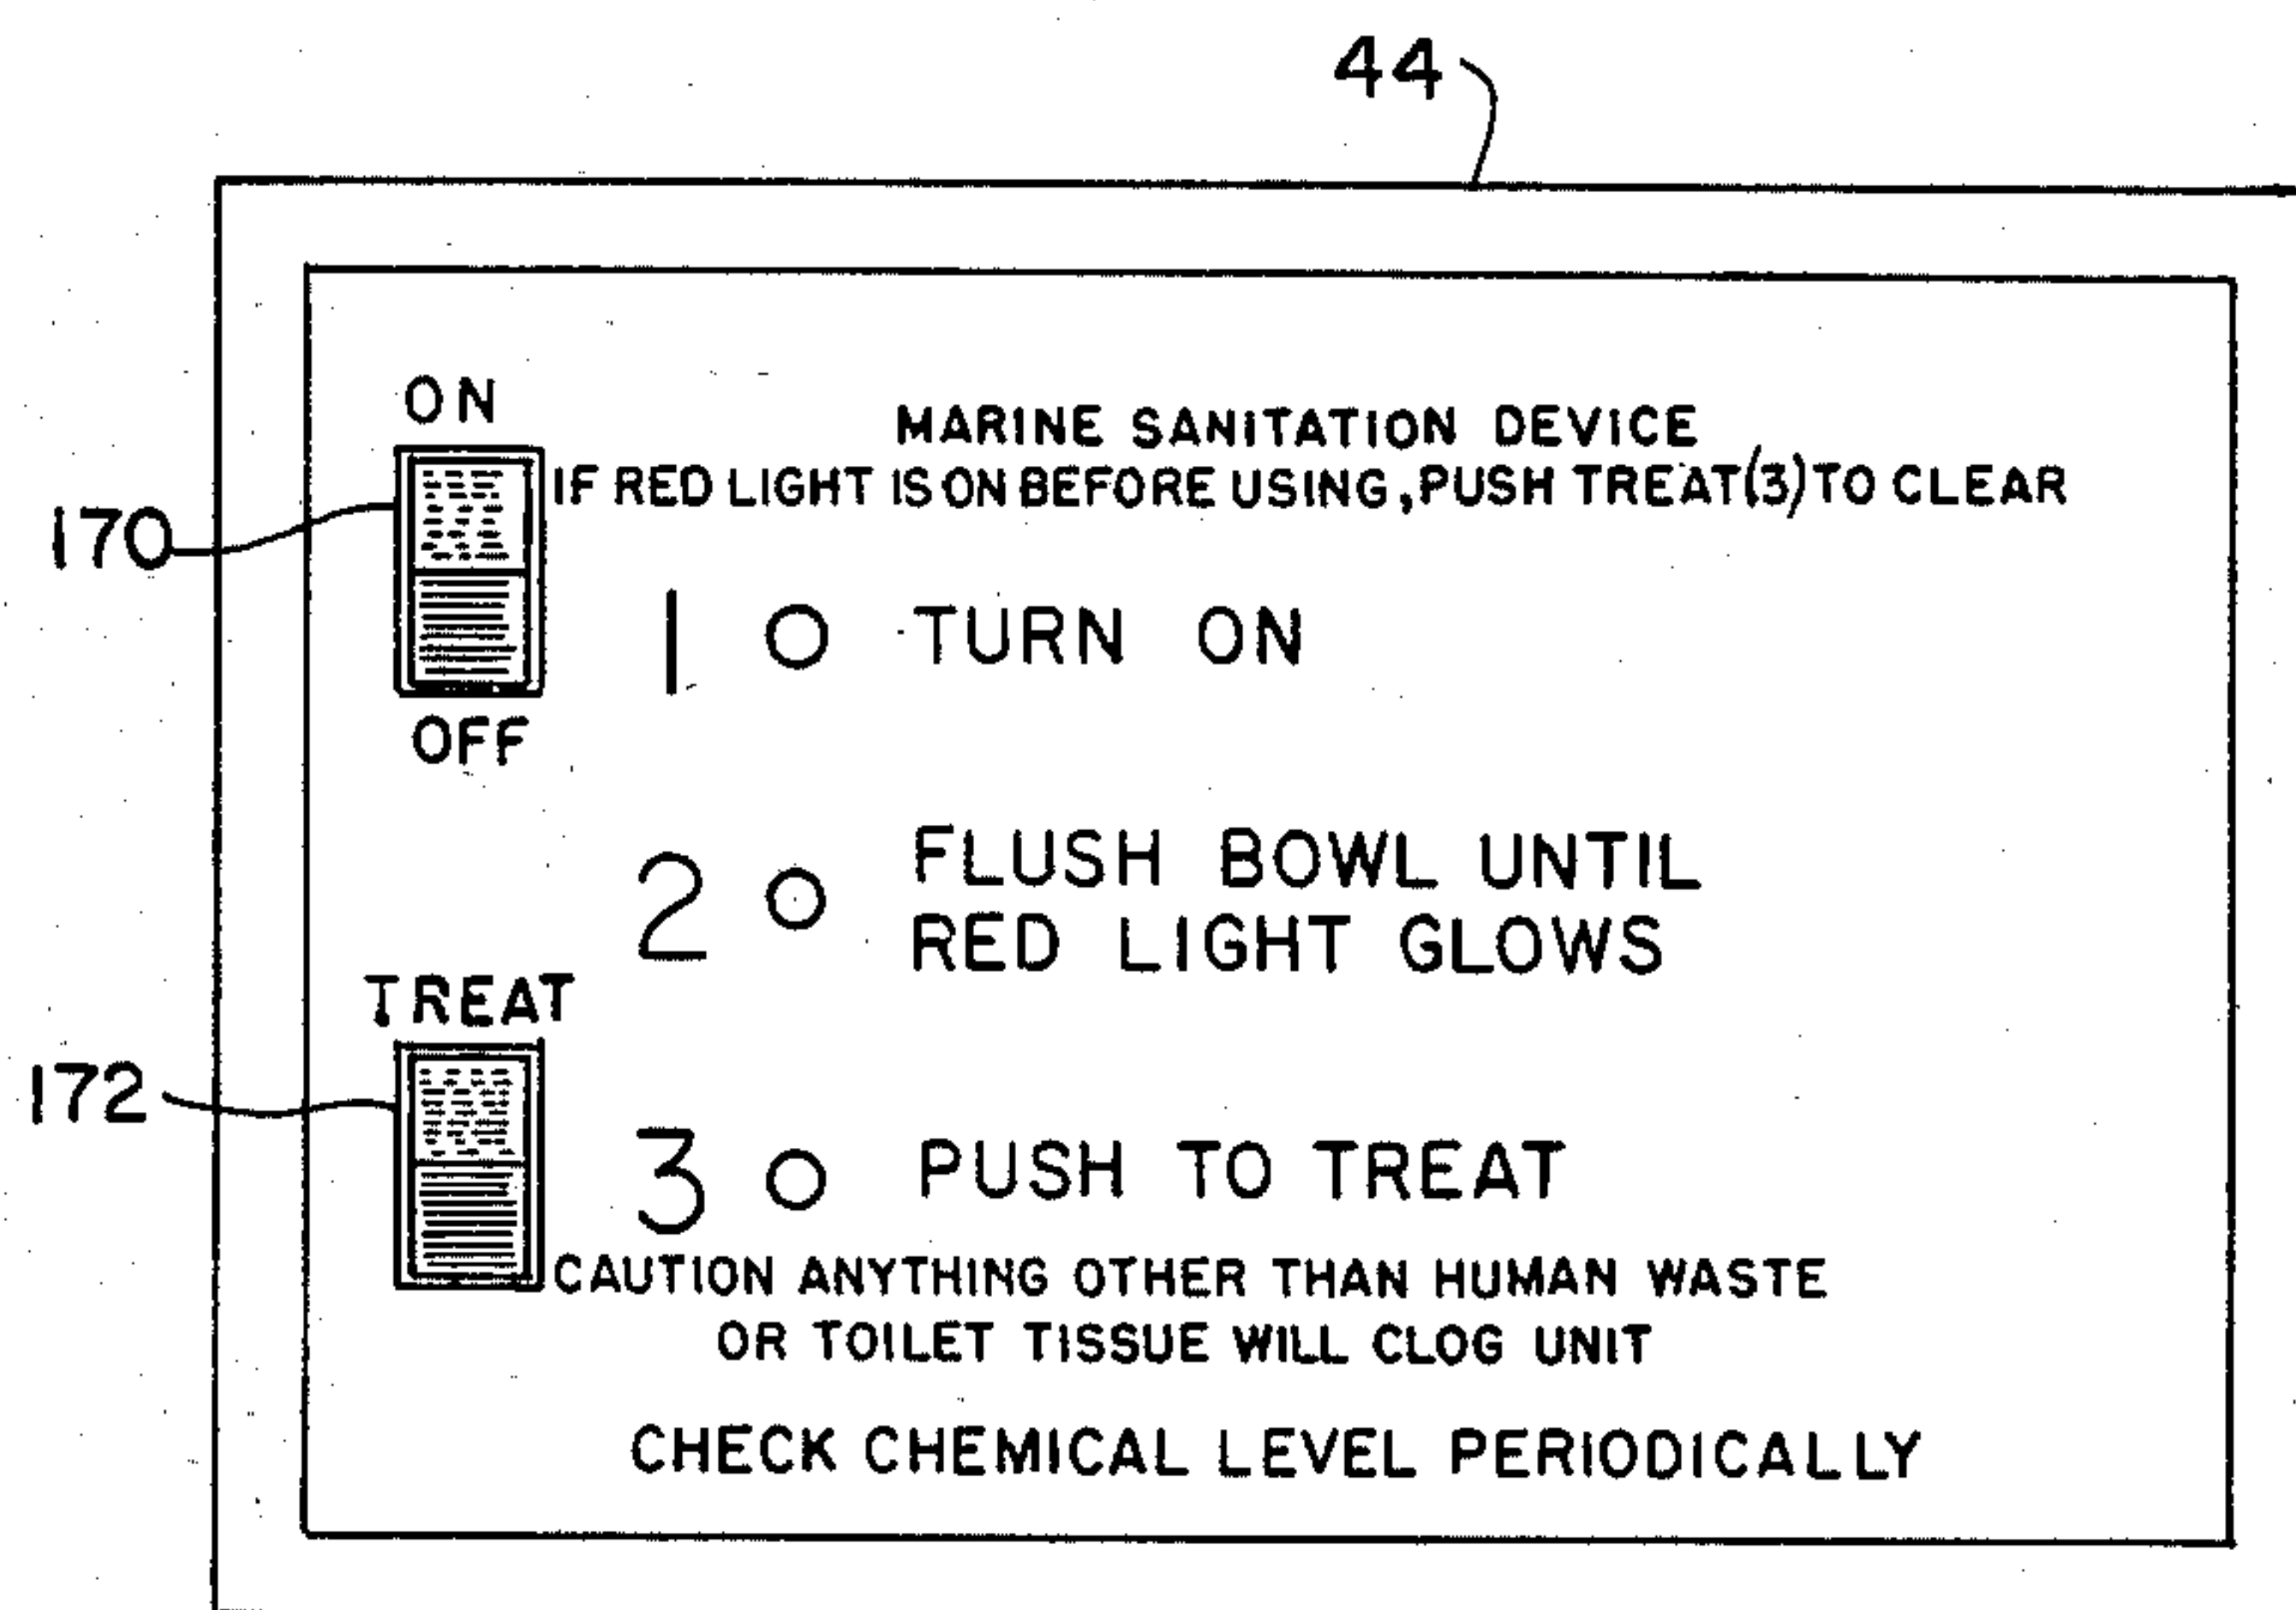 44
ON
MARINE SANITATION DEVICE
IF RED LIGHT IS ON BEFORE USING, PUSH TREAT(3) TO CLEAR
170
1 TURN ON
OFF
2 FLUSH BOWL UNTIL
RED LIGHT GLOWS
TREAT
172
3 PUSH TO TREAT
CAUTION ANYTHING OTHER THAN HUMAN WASTE
OR TOILET TISSUE WILL CLOG UNIT
CHECK CHEMICAL LEVEL PERIODICALLY